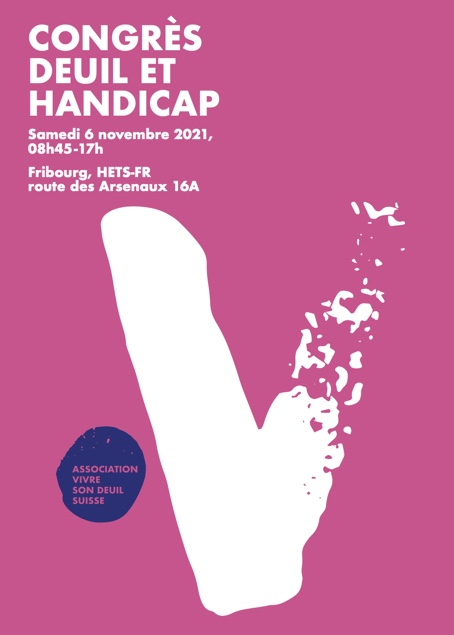 CONGRÈS
DEUIL ET
HANDICAP
Samedi 6 novembre 2021,
08h45-17h
Fribourg, HETS-FR
route des Arsenaux 16A
ASSOCIATION
VIVRE
SON DEUIL
SUISSE